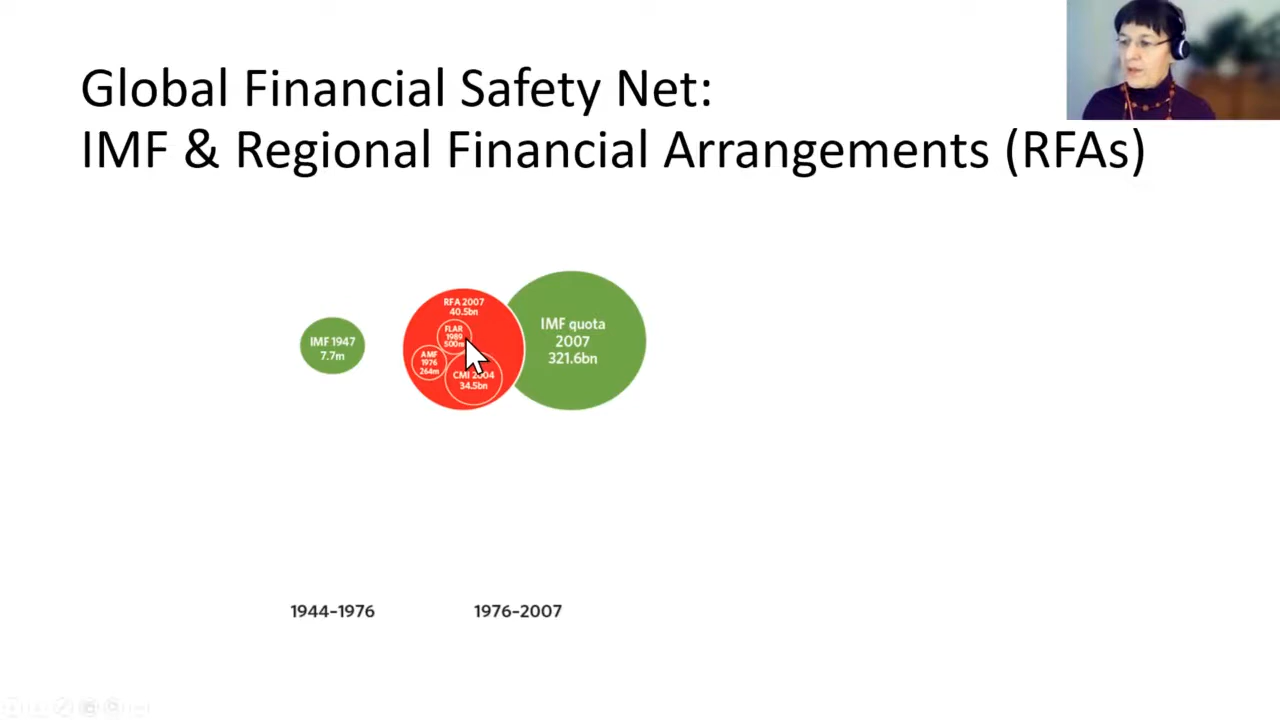 Global Financial Safety Net:
IMF & Regional Financial Arrangements (RFAs)
IMF 1947
7.7m
RFA 2007
40.5bn
FLAR
1989
500m
AMF
1976
264m
CMI 2004
34.5bn
IMF quota
2007
321.6bn
1944-1976
1976-2007